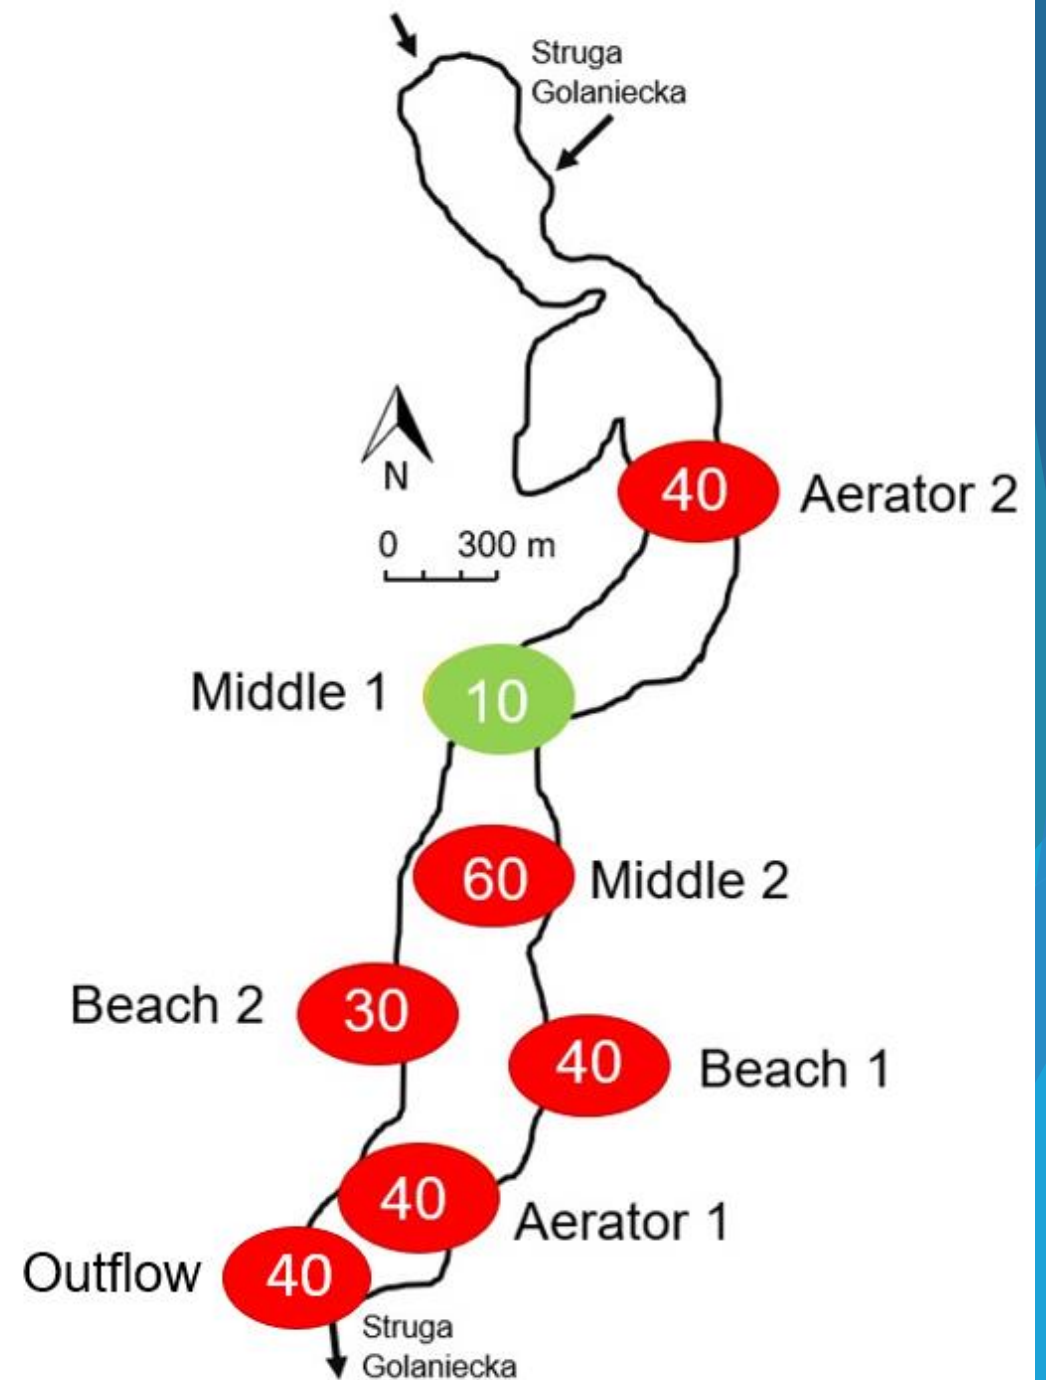 Struga
Golaniecka
N
0 300 m
40 Aerator 2
Middle 1 10
60 Middle 2
Beach 2 30
40 Beach 1
40 Aerator 1
Outflow 40
Struga
Golaniecka